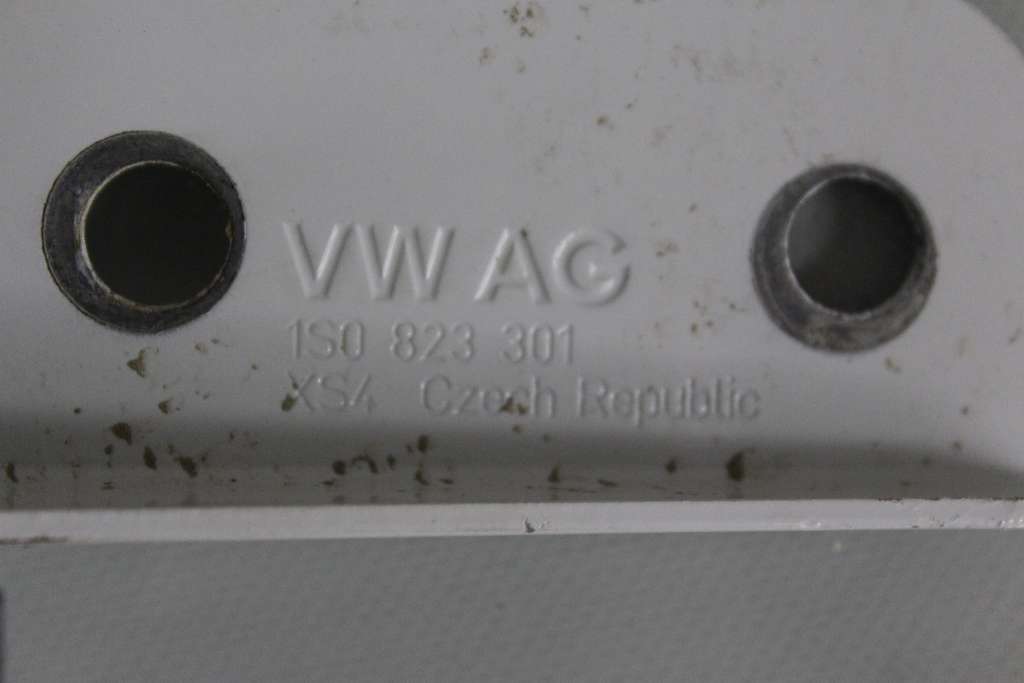 VW AG
1S0 823 301
XS4 Czech Republic